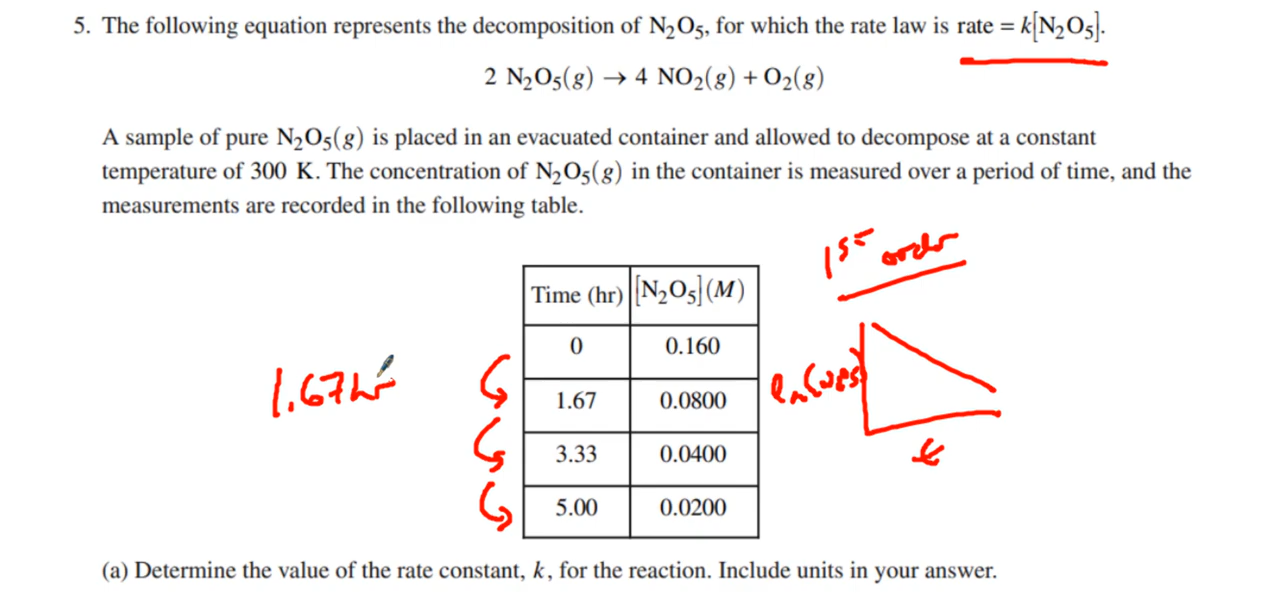 5. The following equation represents the decomposition of N₂O₅, for which the rate law is rate = k[N₂O₅].
2 N₂O₅(g) → 4 NO₂(g) + O₂(g)
A sample of pure N₂O₅(g) is placed in an evacuated container and allowed to decompose at a constant
temperature of 300 K. The concentration of N₂O₅(g) in the container is measured over a period of time, and the
measurements are recorded in the following table.
1st order
Time (hr) [N₂O₅](M)
0 0.160
1.67 0.0800
3.33 0.0400
5.00 0.0200
1.67 hr
t
(a) Determine the value of the rate constant, k, for the reaction. Include units in your answer.